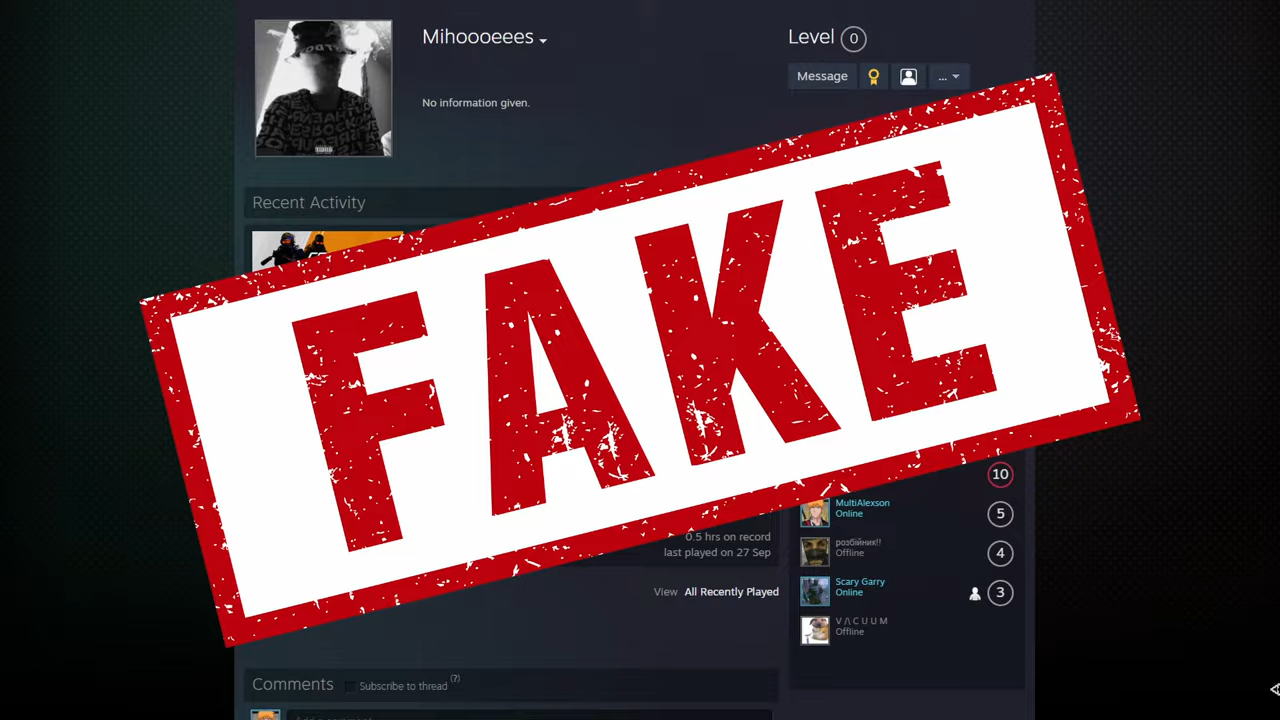 Mihoooeees
Level 0
Message
...
No information given.
Recent Activity
FAKE
10
MultiAlexson
Online
5
розбійник!!
Offline
4
Scary Garry
Online
3
V /\ C U U M
Offline
0.5 hrs on record
last played on 27 Sep
View All Recently Played
Comments
Subscribe to thread (?)